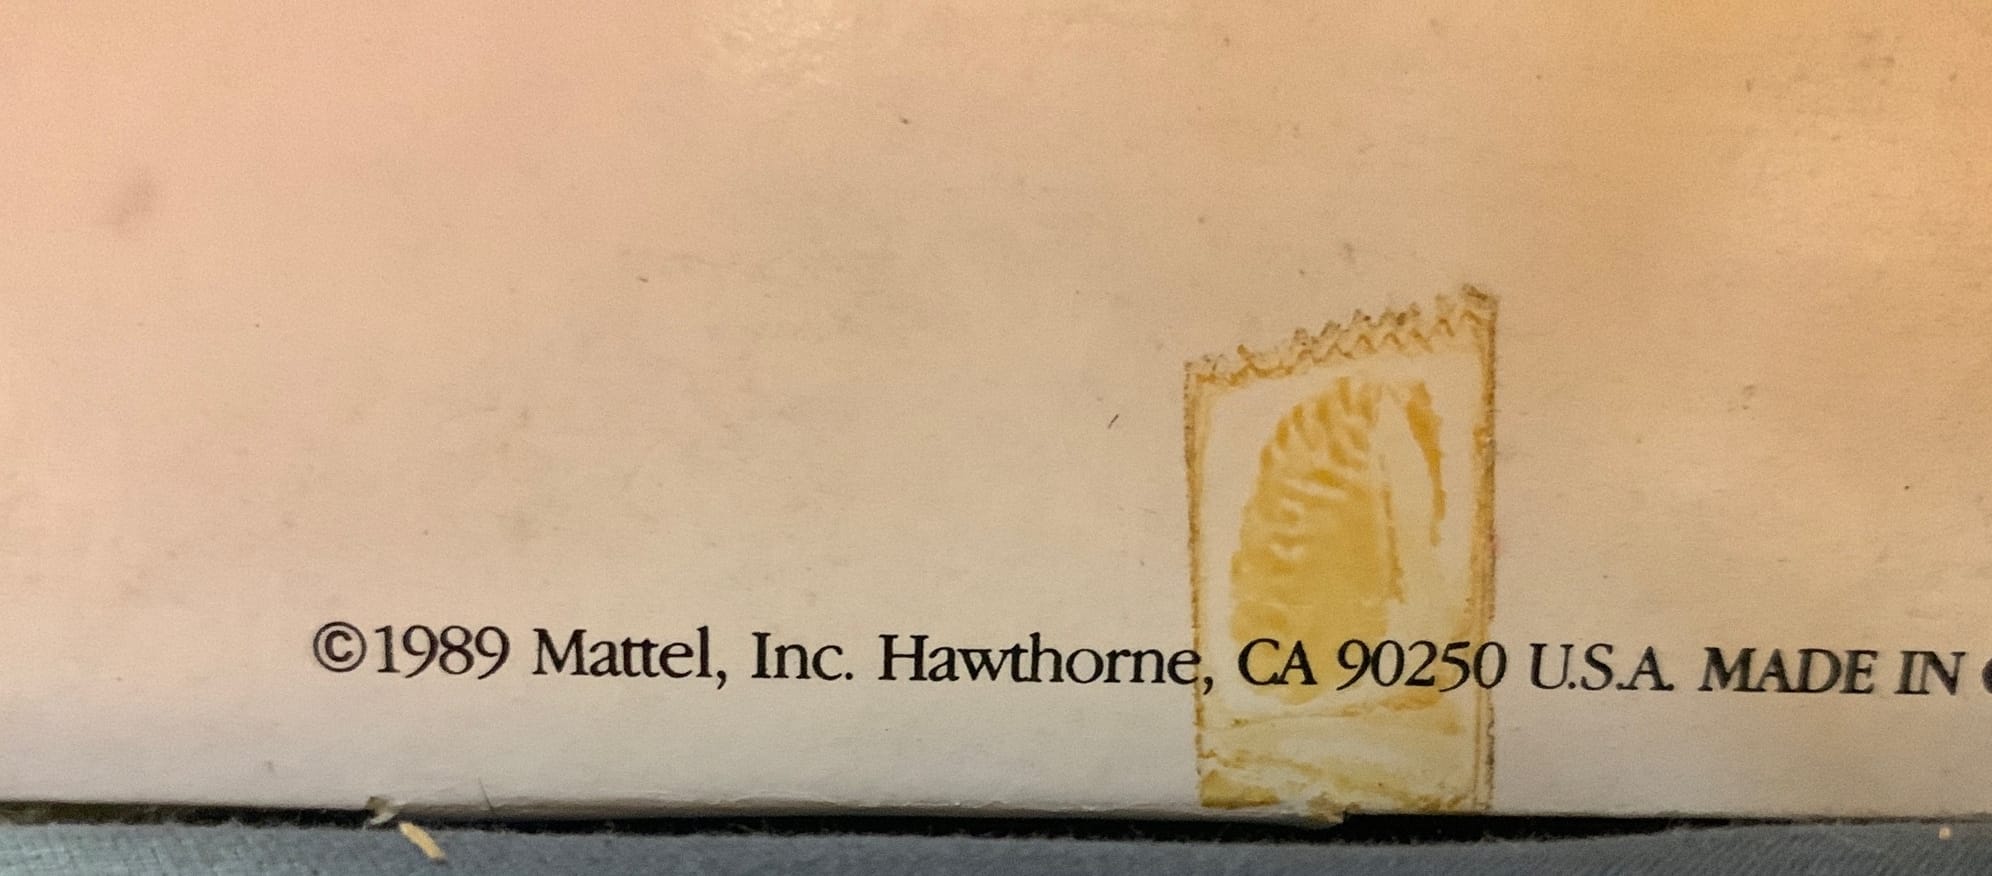 ©1989 Mattel, Inc. Hawthorne, CA 90250 U.S.A. MADE IN